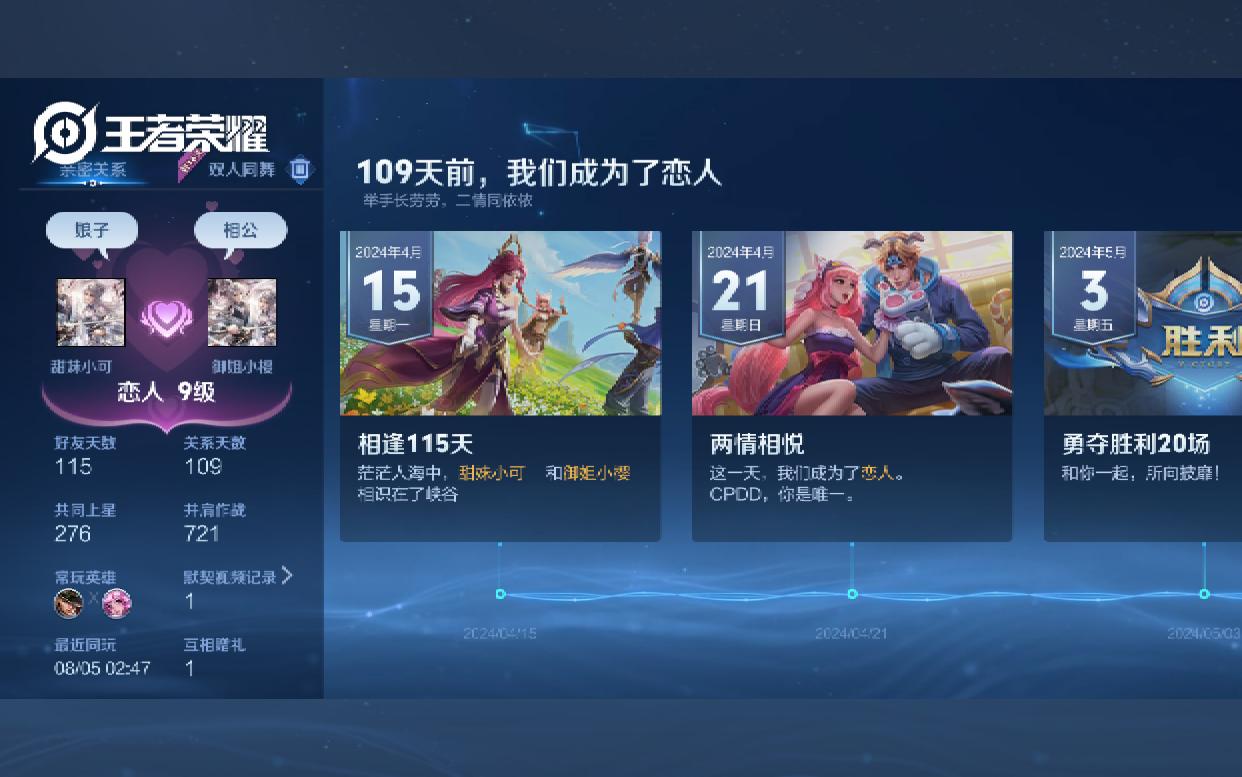 王者荣耀
亲密关系
双人同舞
娘子
相公
甜妹小可
御姐小樱
恋人 9级
好友天数
关系天数
115
109
共同上星
并肩作战
276
721
常玩英雄
默契视频记录
X
1
最近同玩
互相赠礼
08/05 02:47
1
109天前，我们成为了恋人
举手长劳劳，二情同依依
2024年4月
15
星期一
相逢115天
茫茫人海中，甜妹小可 和御姐小樱
相识在了峡谷
2024/04/15
2024年4月
21
星期日
两情相悦
这一天，我们成为了恋人。
CPDD，你是唯一。
2024/04/21
2024年5月
3
星期五
胜利
VICTORY
勇夺胜利20场
和你一起，所向披靡！
2024/05/03